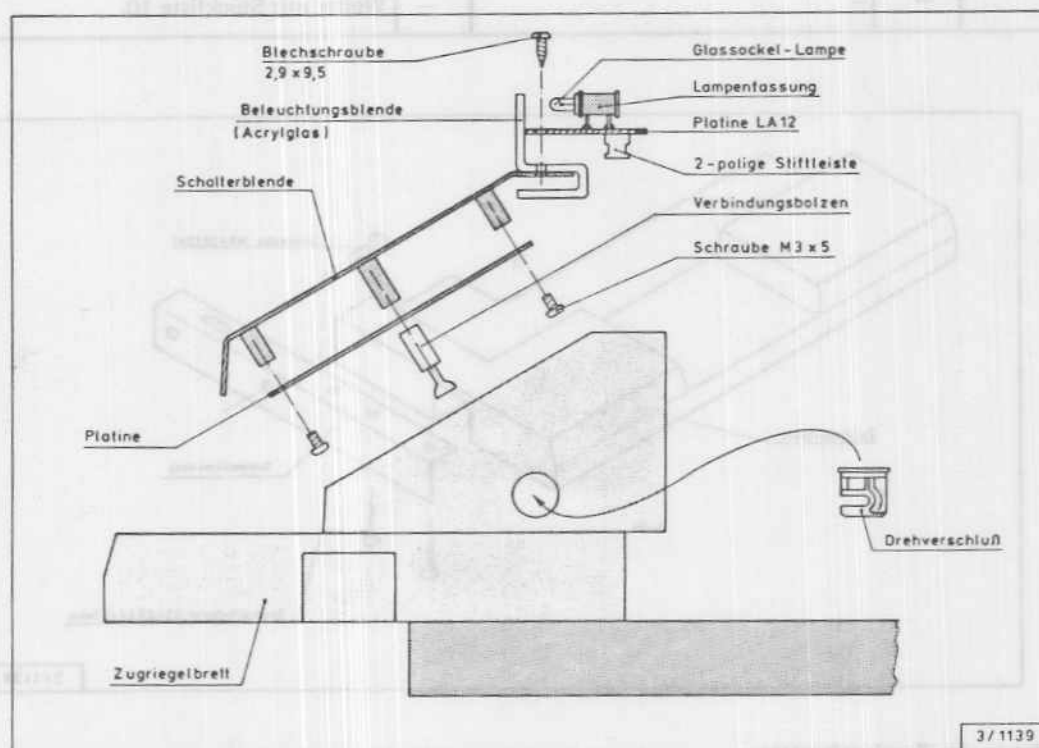 Blechschraube
2,9 x 9,5
Glassockel-Lampe
Lampenfassung
Beleuchtungsblende
(Acrylglas)
Platine LA12
2-polige Stiftleiste
Schalterblende
Verbindungsbolzen
Schraube M3 x 5
Platine
Drehverschluß
Zugriegelbrett
3/1139